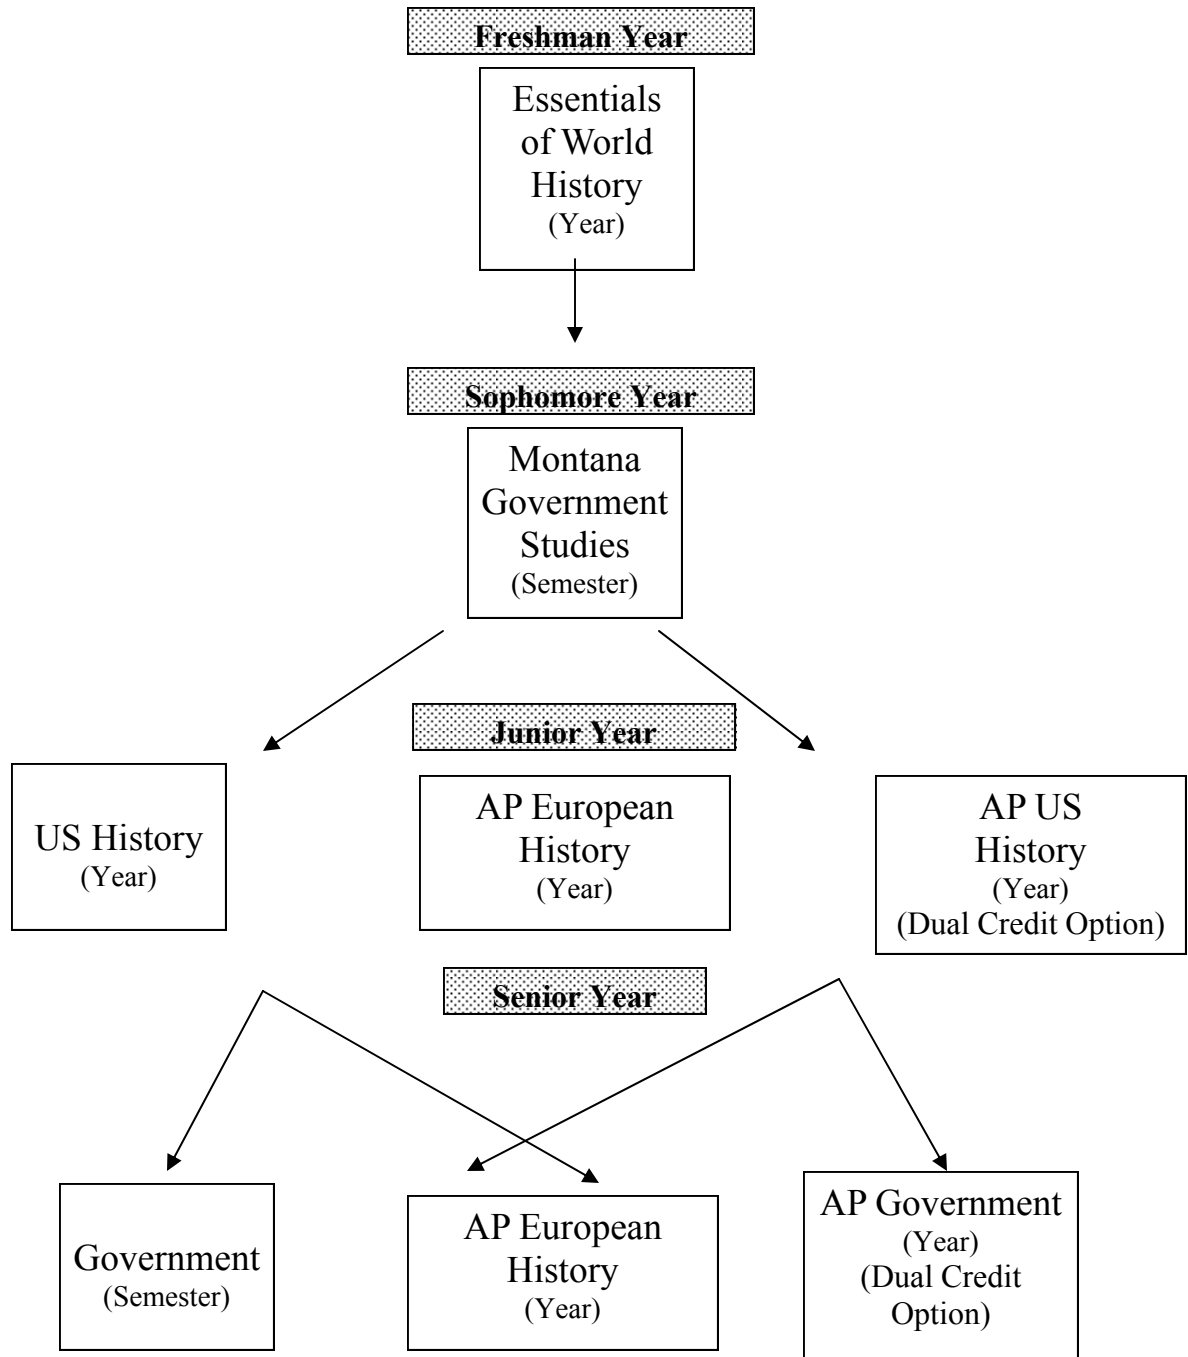 Freshman Year
Essentials
of World
History
(Year)
Sophomore Year
Montana
Government
Studies
(Semester)
Junior Year
US History
(Year)
AP European
History
(Year)
AP US
History
(Year)
(Dual Credit Option)
Senior Year
Government
(Semester)
AP European
History
(Year)
AP Government
(Year)
(Dual Credit
Option)